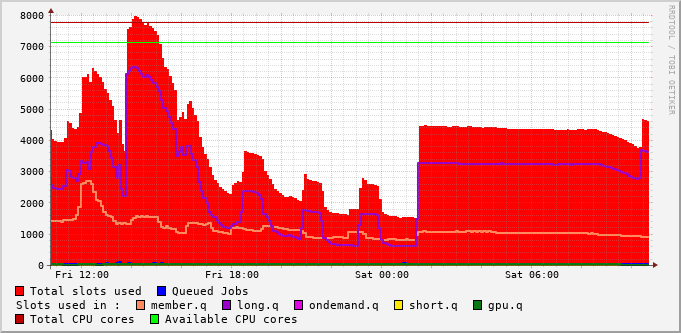 RRDTOOL / TOBI OETIKER
8000
7000
6000
5000
4000
3000
2000
1000
0
Fri 12:00 Fri 18:00 Sat 00:00 Sat 06:00
Total slots used Queued Jobs
Slots used in : member.q long.q ondemand.q short.q gpu.q
Total CPU cores Available CPU cores